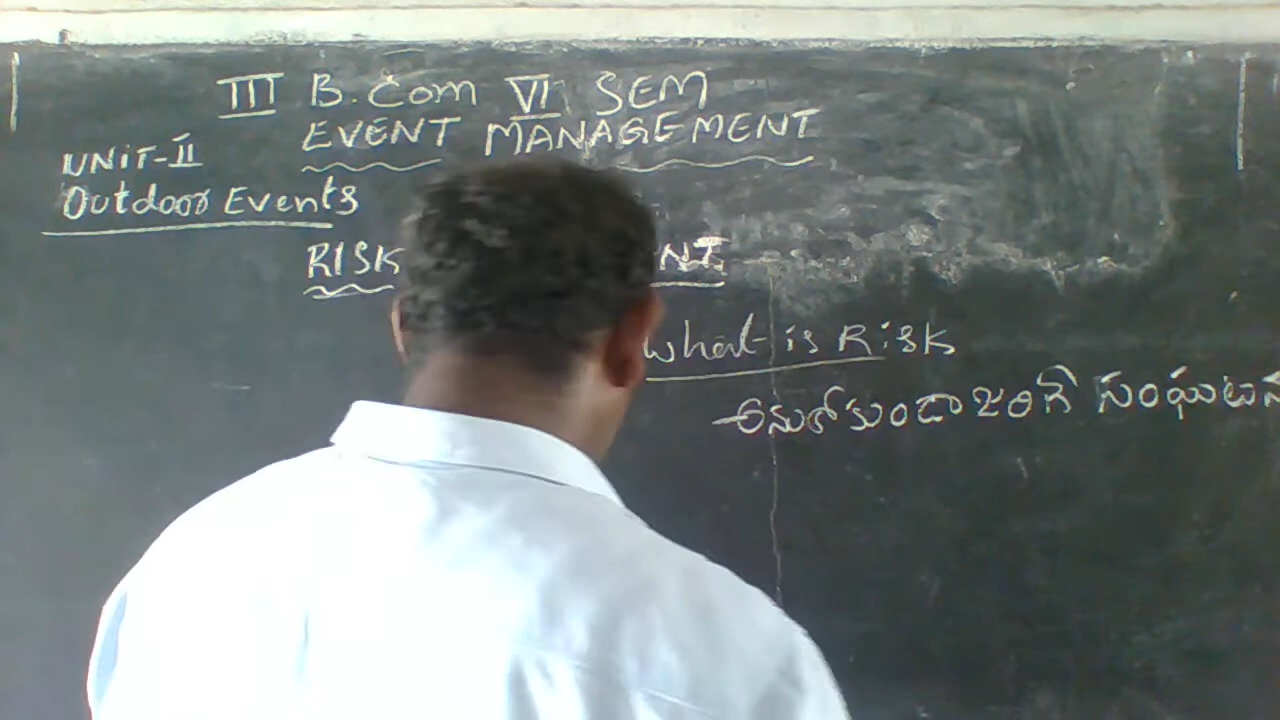 III B.Com VI SEM
EVENT MANAGEMENT
UNIT-II
Outdoor Events
RISK
What is Risk
అనుకోకుండా జరిగే సంఘటన